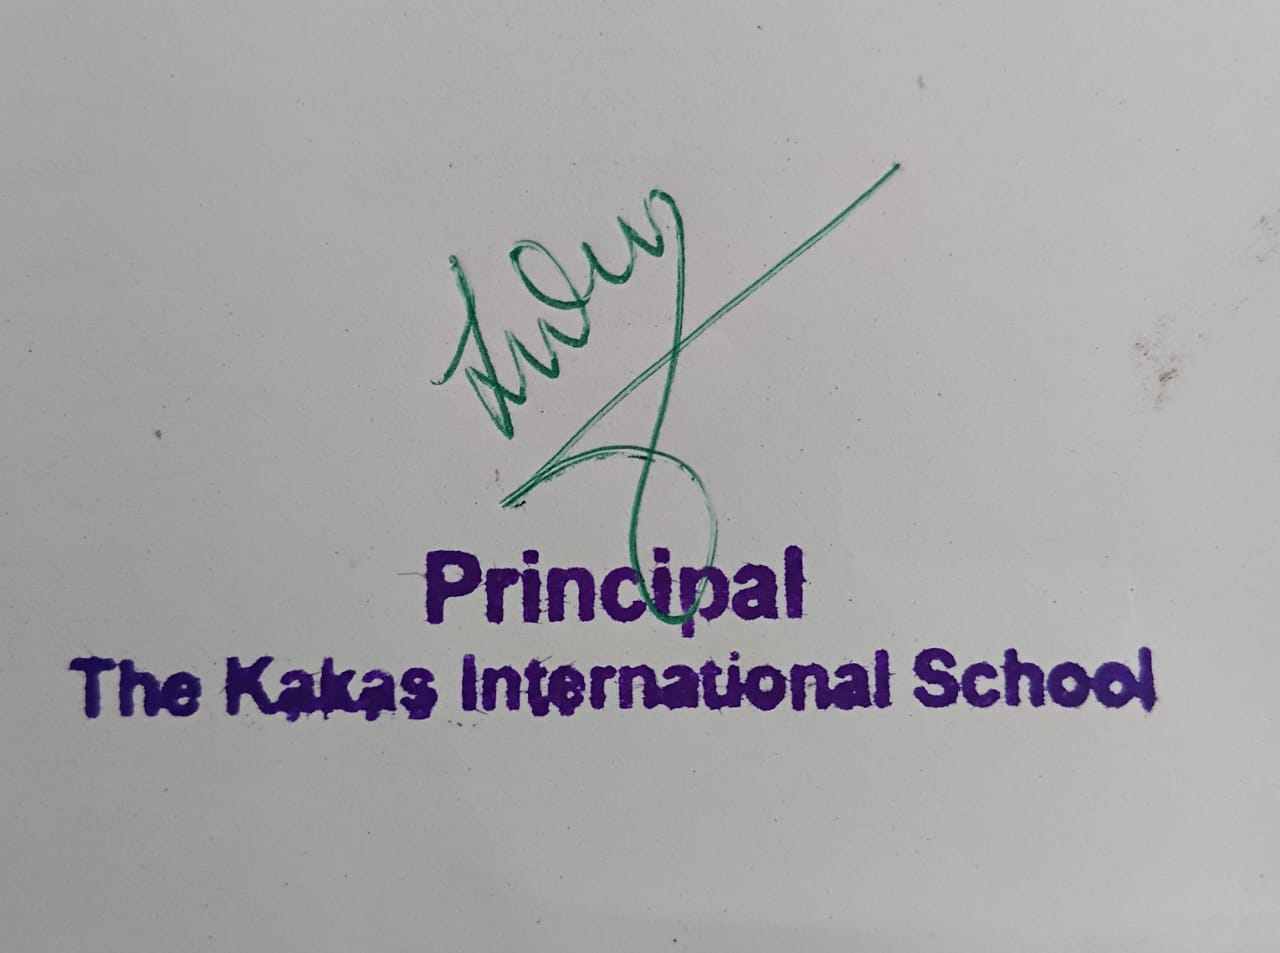 Principal
The Kakas International School